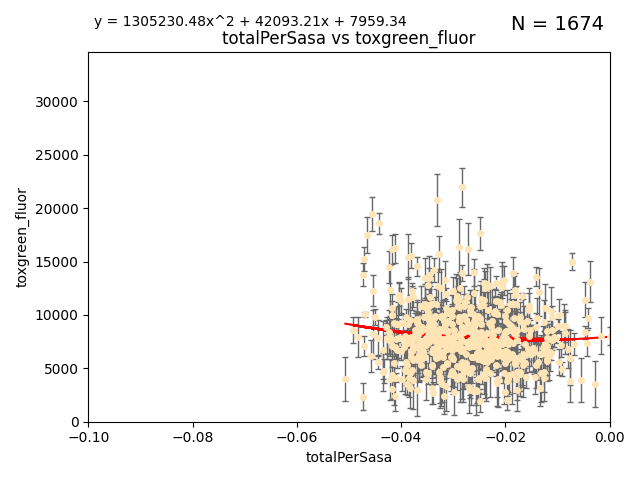 y = 1305230.48x^2 + 42093.21x + 7959.34
N = 1674
totalPerSasa vs toxgreen_fluor
toxgreen_fluor
30000
25000
20000
15000
10000
5000
0
−0.10
−0.08
−0.06
−0.04
−0.02
0.00
totalPerSasa